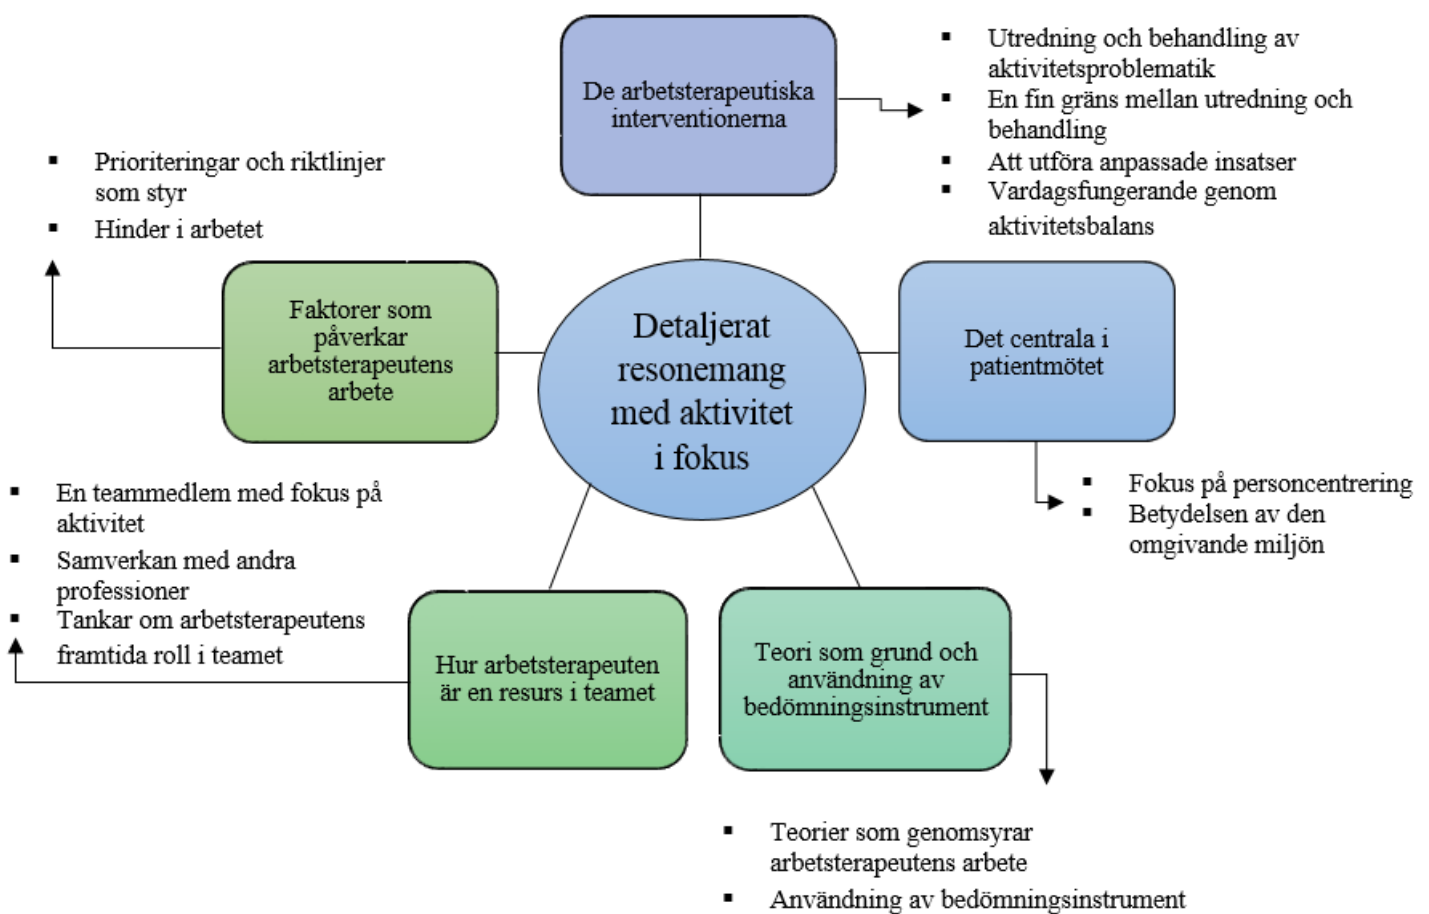 De arbetsterapeutiska
interventionerna
▪ Utredning och behandling av
aktivitetsproblematik
▪ En fin gräns mellan utredning och
behandling
▪ Att utföra anpassade insatser
▪ Vardagsfungerande genom
aktivitetsbalans
▪ Prioriteringar och riktlinjer
som styr
▪ Hinder i arbetet
Faktorer som
påverkar
arbetsterapeutens
arbete
Detaljerat
resonemang
med aktivitet
i fokus
Det centrala i
patientmötet
▪ Fokus på personcentrering
▪ Betydelsen av den
omgivande miljön
▪ En teammedlem med fokus på
aktivitet
▪ Samverkan med andra
professioner
▪ Tankar om arbetsterapeutens
framtida roll i teamet
Hur arbetsterapeuten
är en resurs i teamet
Teori som grund och
användning av
bedömningsinstrument
▪ Teorier som genomsyrar
arbetsterapeutens arbete
▪ Användning av bedömningsinstrument